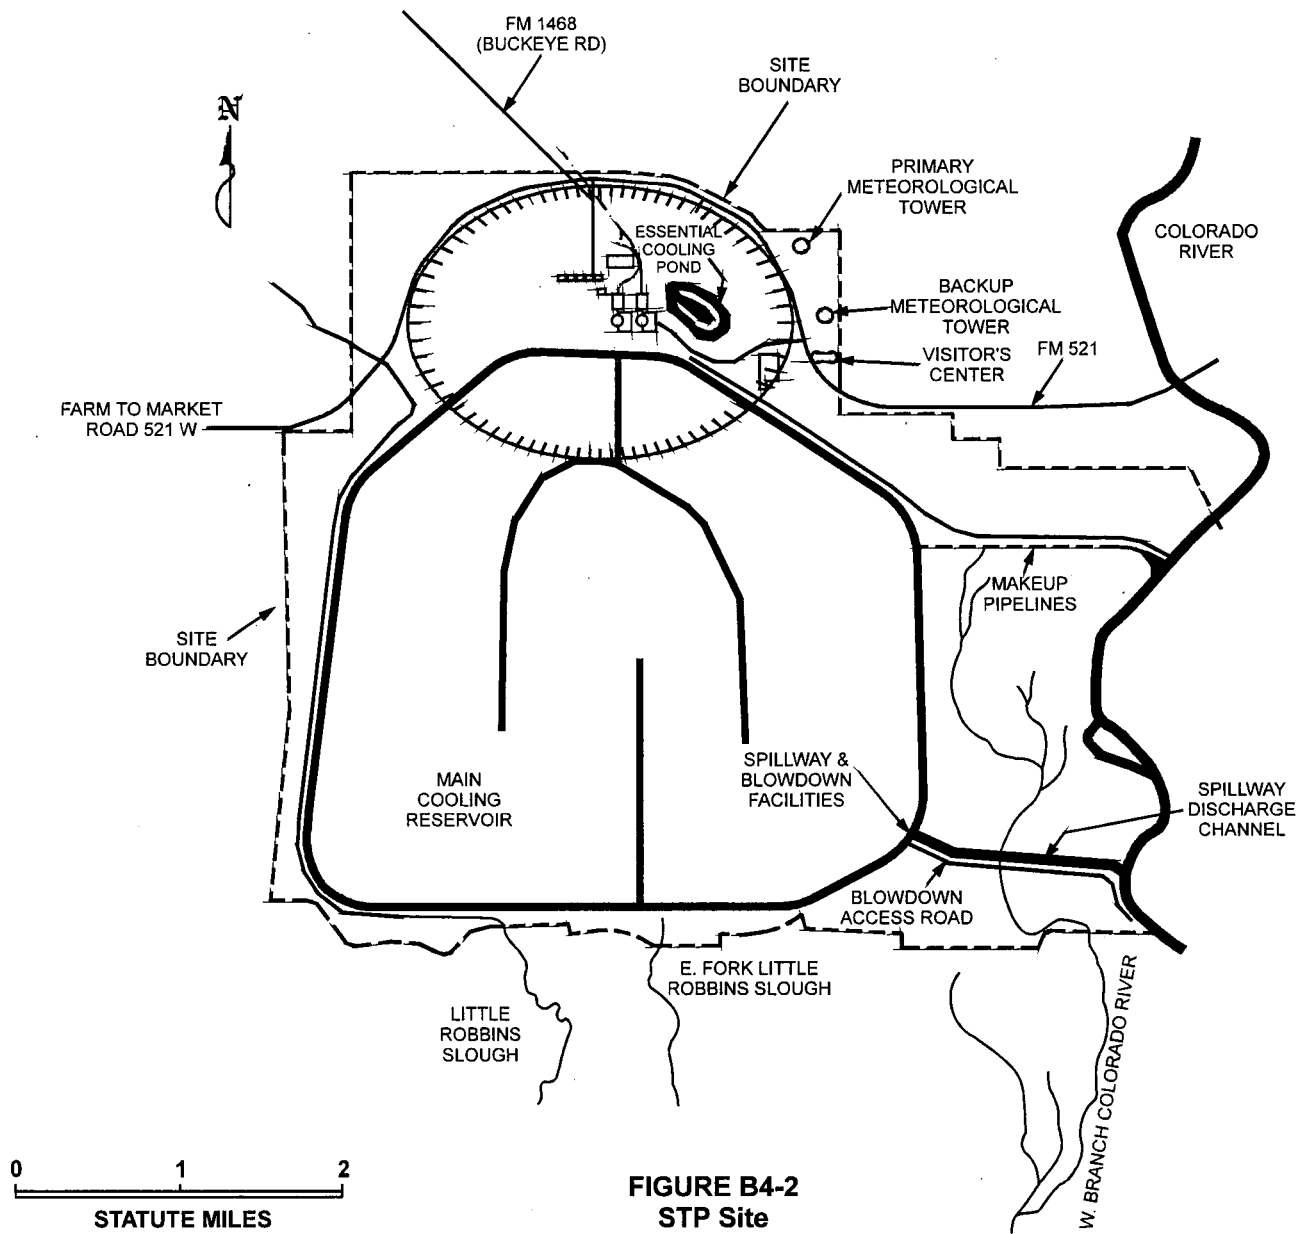 FM 1468
(BUCKEYE RD)
SITE
BOUNDARY
N
PRIMARY
METEOROLOGICAL
TOWER
COLORADO
RIVER
ESSENTIAL
COOLING
POND
BACKUP
METEOROLOGICAL
TOWER
VISITOR'S
CENTER
FM 521
FARM TO MARKET
ROAD 521 W
MAKEUP
PIPELINES
SITE
BOUNDARY
SPILLWAY &
BLOWDOWN
FACILITIES
MAIN
COOLING
RESERVOIR
SPILLWAY
DISCHARGE
CHANNEL
BLOWDOWN
ACCESS ROAD
E. FORK LITTLE
ROBBINS SLOUGH
LITTLE
ROBBINS
SLOUGH
W. BRANCH COLORADO RIVER
0 1 2
STATUTE MILES
FIGURE B4-2
STP Site